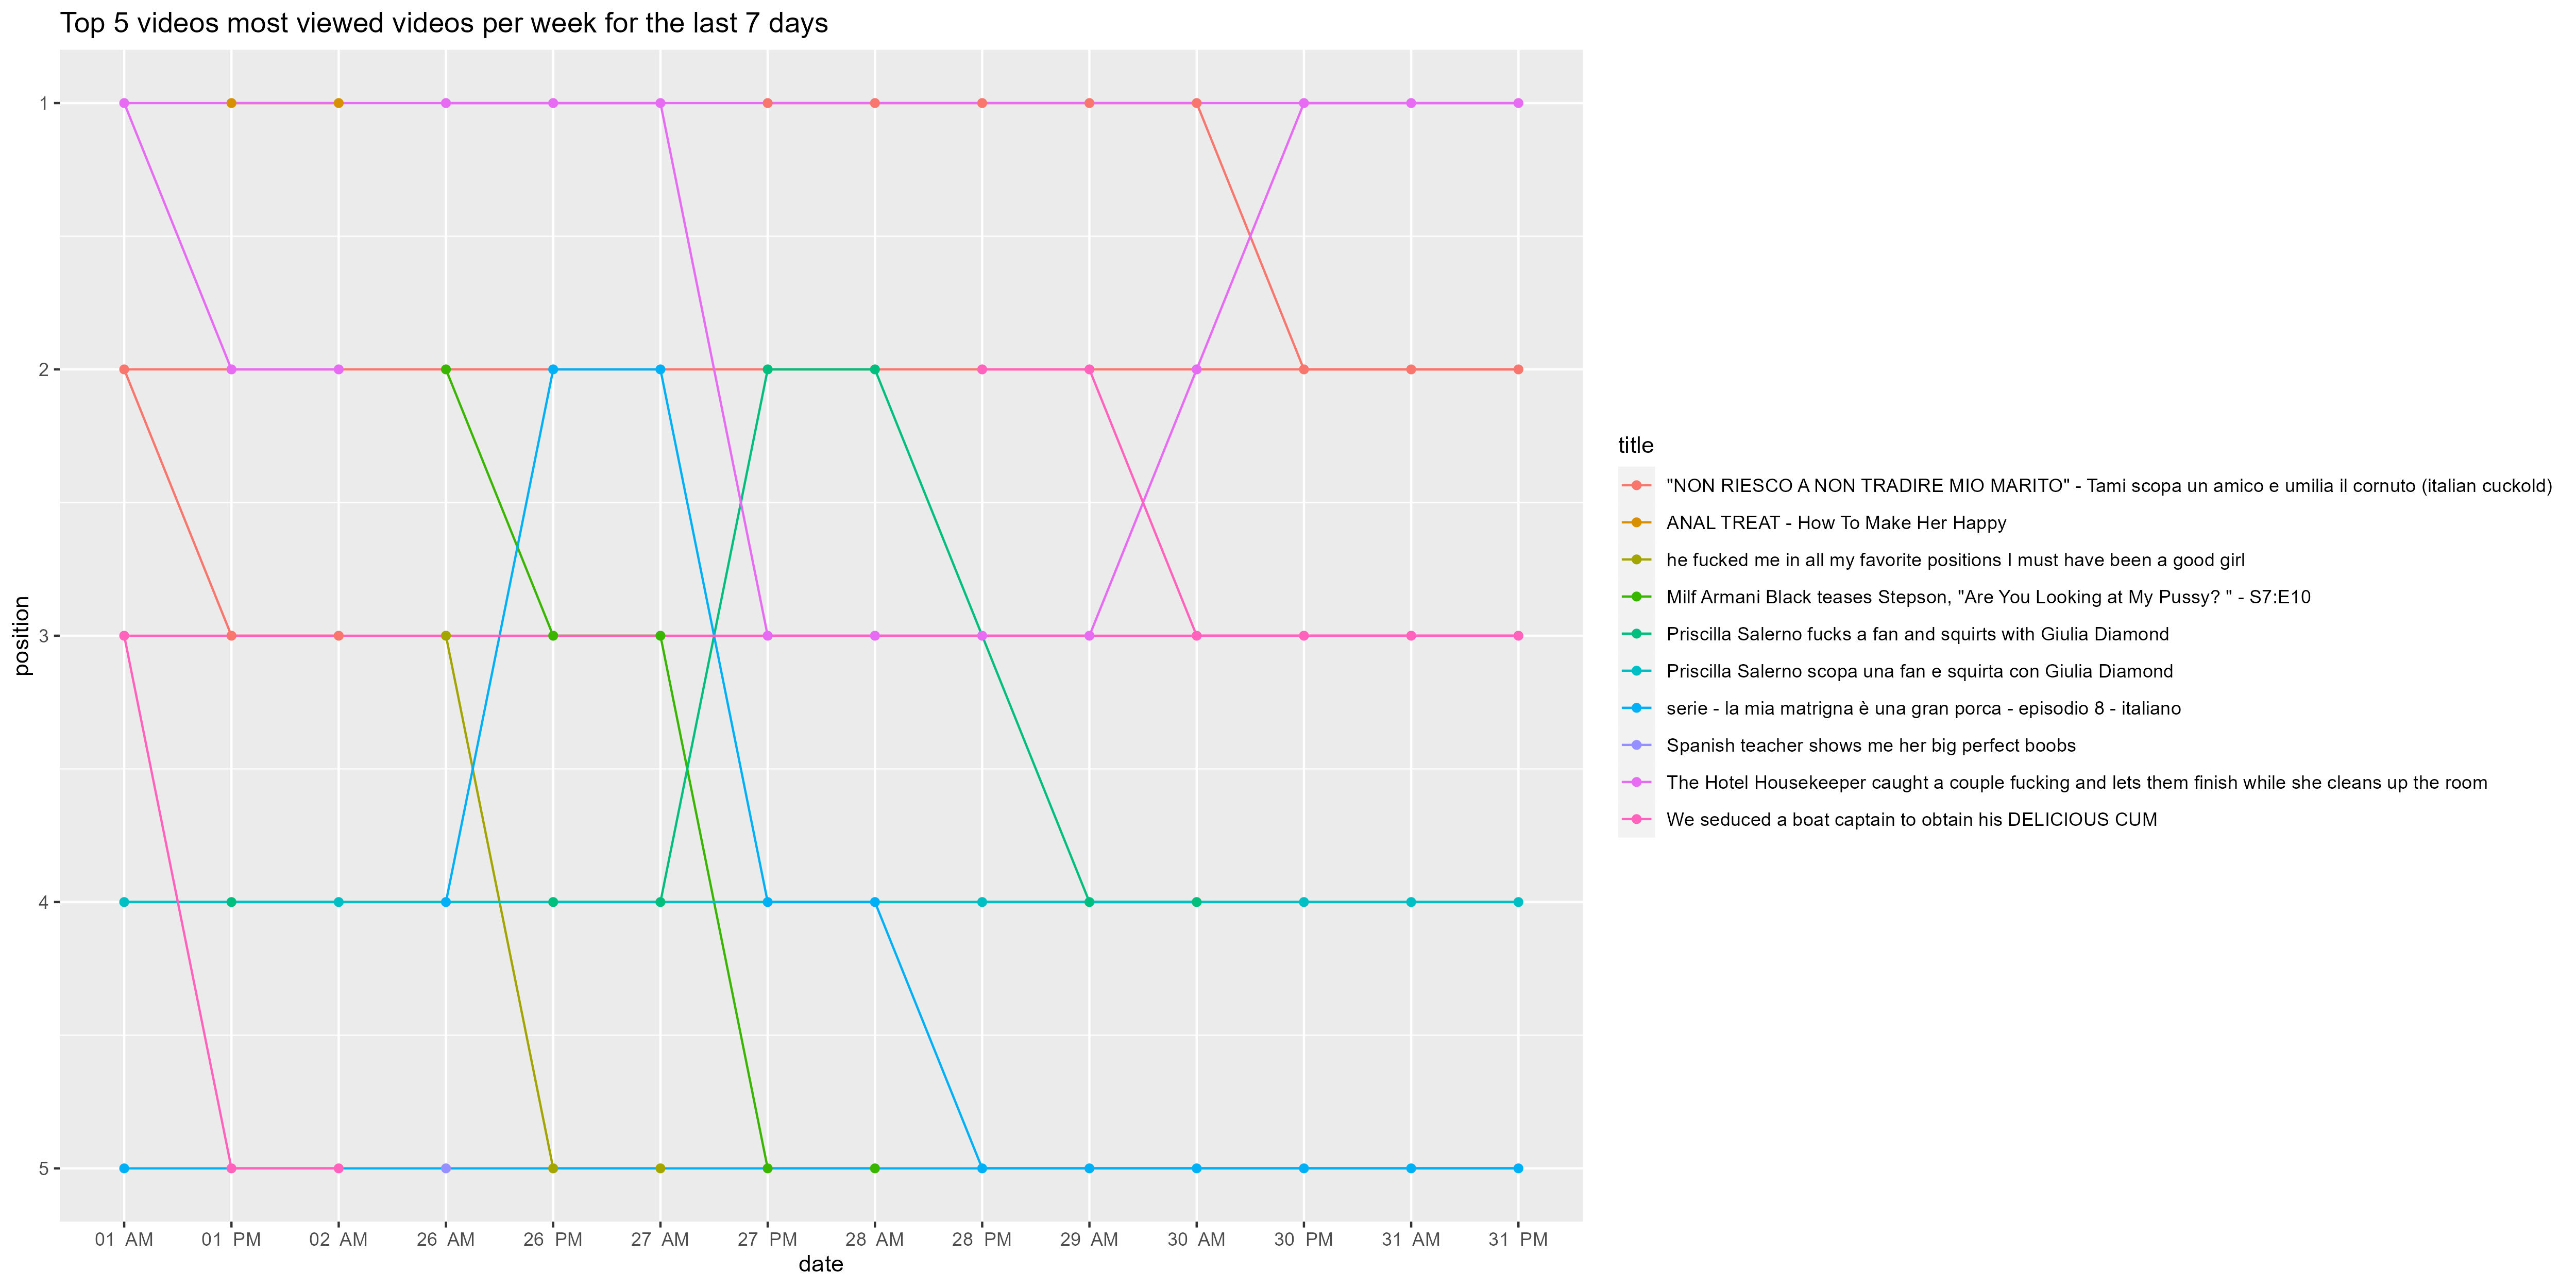 Top 5 videos most viewed videos per week for the last 7 days
position
1
2
3
4
5
01 AM 01 PM 02 AM 26 AM 26 PM 27 AM 27 PM 28 AM 28 PM 29 AM 30 AM 30 PM 31 AM 31 PM
date
title
"NON RIESCO A NON TRADIRE MIO MARITO" - Tami scopa un amico e umilia il cornuto (italian cuckold)
ANAL TREAT - How To Make Her Happy
he fucked me in all my favorite positions I must have been a good girl
Milf Armani Black teases Stepson, "Are You Looking at My Pussy? " - S7:E10
Priscilla Salerno fucks a fan and squirts with Giulia Diamond
Priscilla Salerno scopa una fan e squirta con Giulia Diamond
serie - la mia matrigna è una gran porca - episodio 8 - italiano
Spanish teacher shows me her big perfect boobs
The Hotel Housekeeper caught a couple fucking and lets them finish while she cleans up the room
We seduced a boat captain to obtain his DELICIOUS CUM